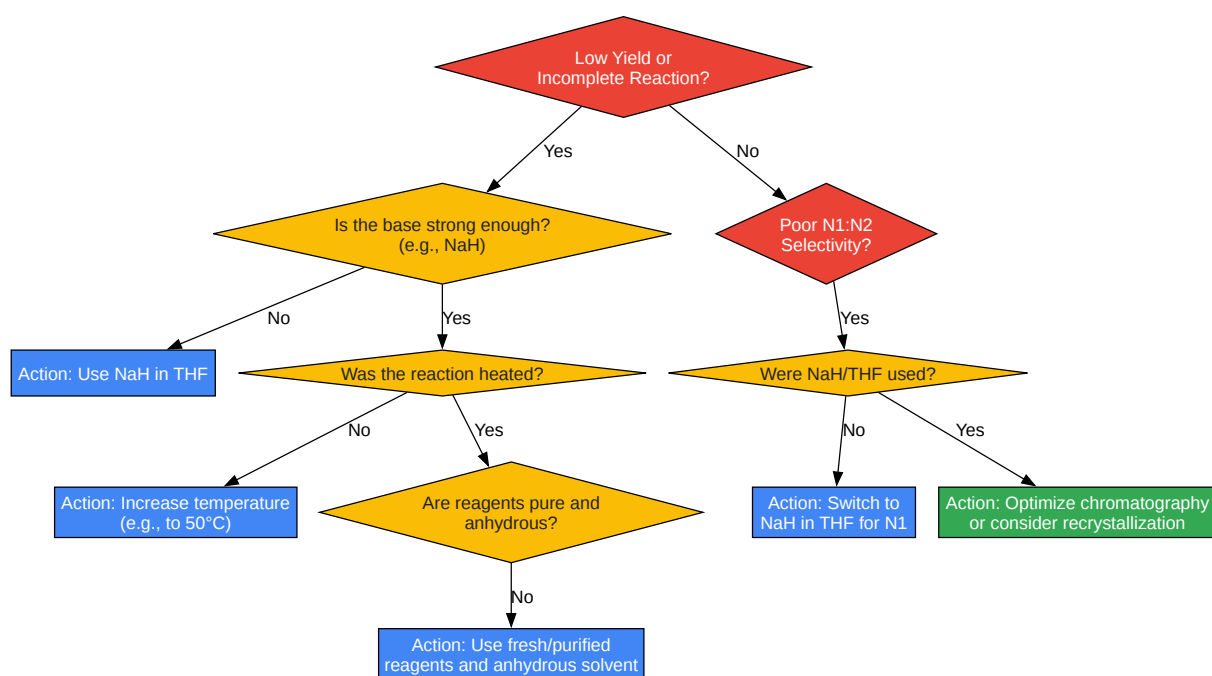 Low Yield or
Incomplete Reaction?
Yes
No
Is the base strong enough?
(e.g., NaH)
Poor N1:N2
Selectivity?
No
Yes
Yes
Action: Use NaH in THF
Was the reaction heated?
Were NaH/THF used?
No
Yes
No
Yes
Action: Increase temperature
(e.g., to 50°C)
Are reagents pure and
anhydrous?
Action: Switch to
NaH in THF for N1
Action: Optimize chromatography
or consider recrystallization
No
Action: Use fresh/purified
reagents and anhydrous solvent